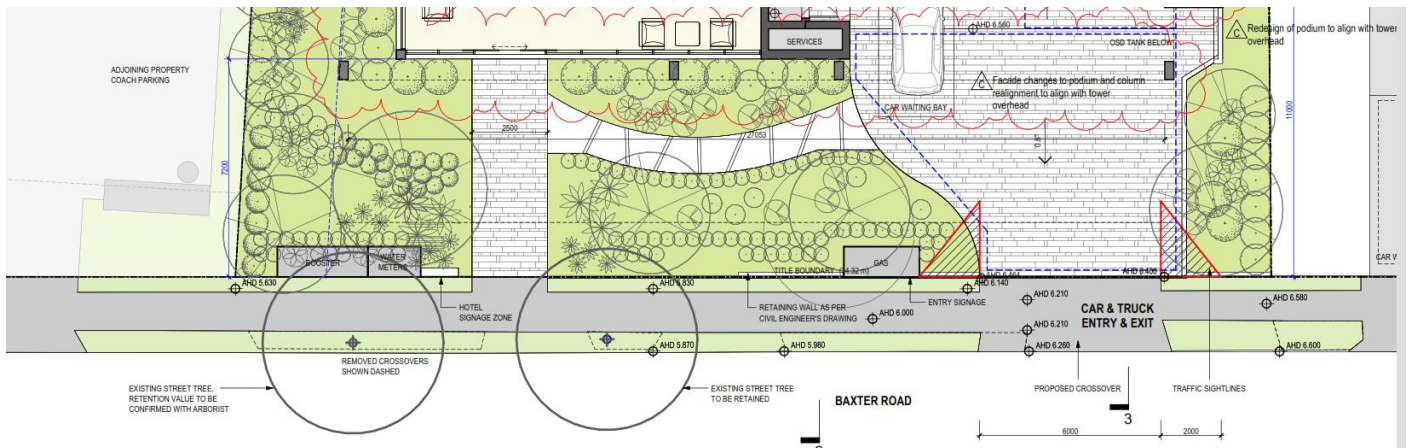 AHD 6.560
Redesign of podium to align with tower
overhead
C
SERVICES
OSD TANK BELOW
ADJOINING PROPERTY
COACH PARKING
C
Facade changes to podium and column
realignment to align with tower
overhead
CAR WAITING BAY
11000
2500
27053
7200
BOOSTER
WATER
METERS
GAS
TITLE BOUNDARY
CAR W
AHD 5.630
AHD 5.830
AHD 6.140
AHD 6.400
HOTEL
SIGNAGE ZONE
RETAINING WALL AS PER
CIVIL ENGINEER'S DRAWING
ENTRY SIGNAGE
AHD 6.000
AHD 6.210
CAR & TRUCK
ENTRY & EXIT
AHD 6.580
AHD 6.210
REMOVED CROSSOVERS
SHOWN DASHED
AHD 5.870
AHD 5.980
AHD 6.260
AHD 6.600
EXISTING STREET TREE.
RETENTION VALUE TO BE
CONFIRMED WITH ARBORIST
EXISTING STREET TREE
TO BE RETAINED
BAXTER ROAD
PROPOSED CROSSOVER
TRAFFIC SIGHTLINES
3
6000
2000